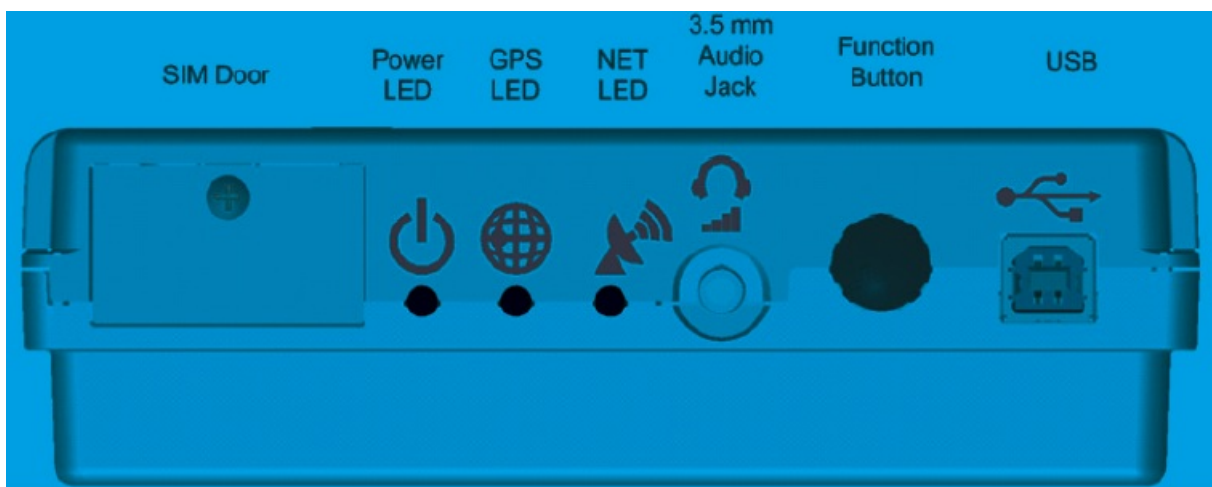 SIM Door
Power
LED
GPS
LED
NET
LED
3.5 mm
Audio
Jack
Function
Button
USB